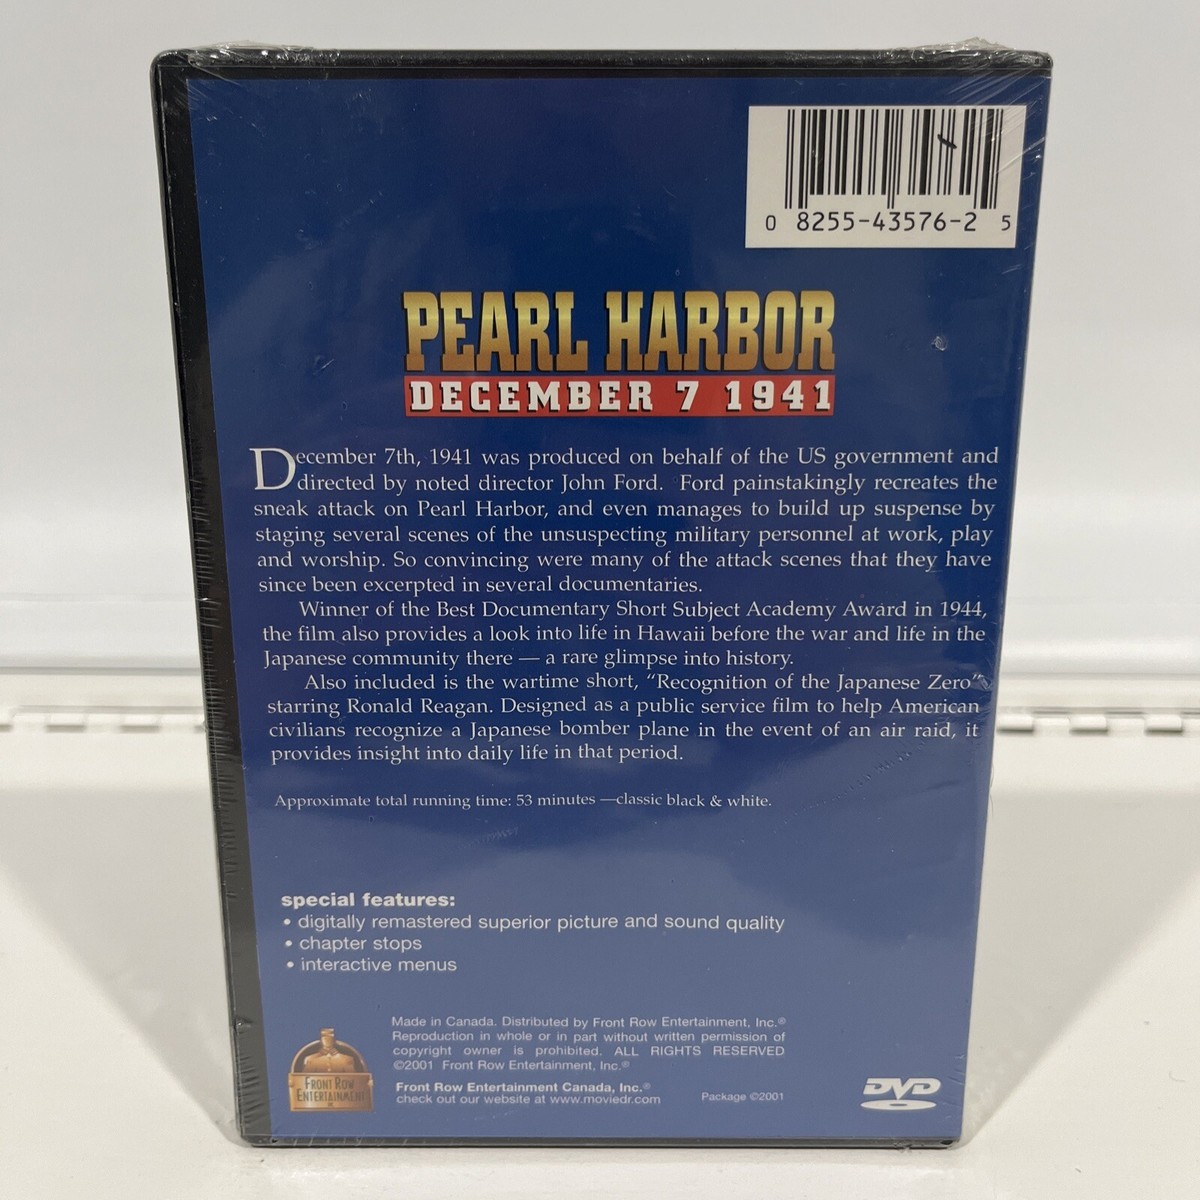 0 8255-43576-2 5
PEARL HARBOR
DECEMBER 7 1941
December 7th, 1941 was produced on behalf of the US government and
directed by noted director John Ford. Ford painstakingly recreates the
sneak attack on Pearl Harbor, and even manages to build up suspense by
staging several scenes of the unsuspecting military personnel at work, play
and worship. So convincing were many of the attack scenes that they have
since been excerpted in several documentaries.
Winner of the Best Documentary Short Subject Academy Award in 1944,
the film also provides a look into life in Hawaii before the war and life in the
Japanese community there — a rare glimpse into history.
Also included is the wartime short, “Recognition of the Japanese Zero”
starring Ronald Reagan. Designed as a public service film to help American
civilians recognize a Japanese bomber plane in the event of an air raid, it
provides insight into daily life in that period.
Approximate total running time: 53 minutes —classic black & white.
special features:
• digitally remastered superior picture and sound quality
• chapter stops
• interactive menus
Made in Canada. Distributed by Front Row Entertainment, Inc.®
Reproduction in whole or in part without written permission of
copyright owner is prohibited. ALL RIGHTS RESERVED
©2001 Front Row Entertainment, Inc.®
Front Row Entertainment Canada, Inc.®
check out our website at www.moviedr.com
Package ©2001
FRONT ROW
ENTERTAINMENT
DVD